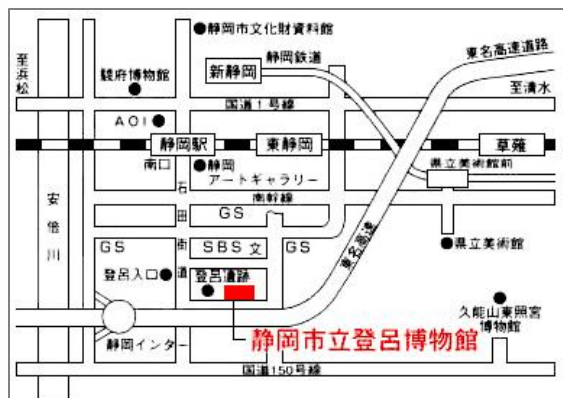 静岡市文化財資料館
至浜松
駿府博物館
新静岡
静岡鉄道
東名高速道路
至清水
国道1号線
AOI
静岡駅
東静岡
草薙
南口
静岡
アートギャラリー
県立美術館前
石田街道
南幹線
安倍川
GS
GS
SBS
文
GS
東名高速
県立美術館
登呂入口
登呂遺跡
久能山東照宮
博物館
静岡市立登呂博物館
静岡インター
国道150号線